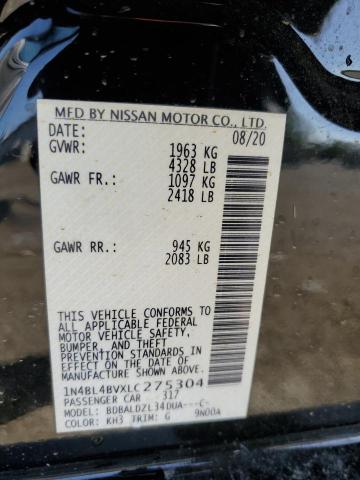 MFD BY NISSAN MOTOR CO., LTD.
DATE: 08/20
GVWR: 1963 KG
4328 LB
GAWR FR.: 1097 KG
2418 LB
GAWR RR.: 945 KG
2083 LB
THIS VEHICLE CONFORMS TO
ALL APPLICABLE FEDERAL
MOTOR VEHICLE SAFETY,
BUMPER, AND THEFT
PREVENTION STANDARDS
IN EFFECT ON THE DATE OF
MANUFACTURE SHOWN ABOVE.
1N4BL4BVXLC275304
PASSENGER CAR 317
MODEL: BDBALDZL34DUA---C-
COLOR: KH3 TRIM: G 9N00A